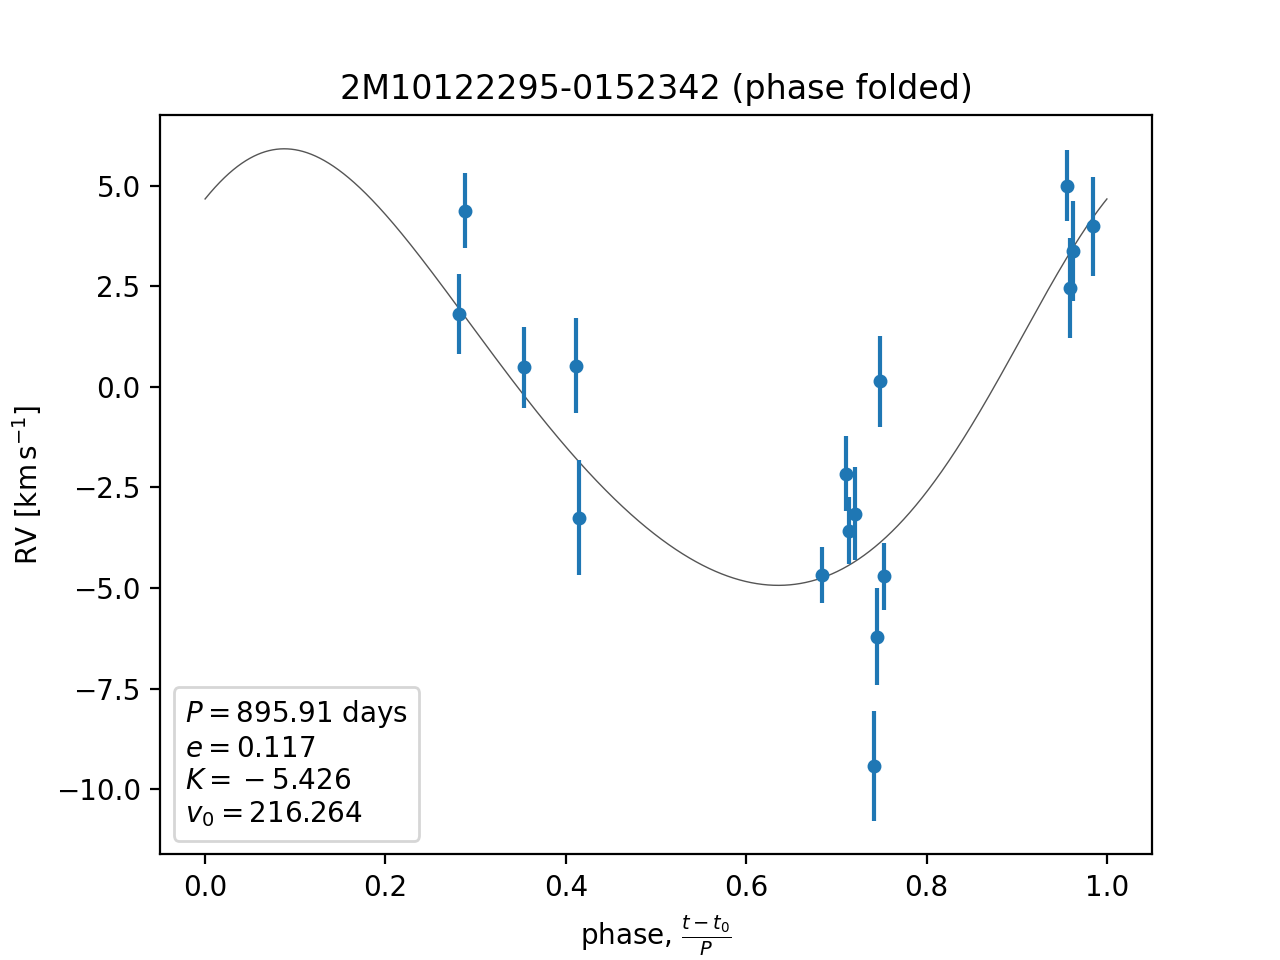 2M10122295-0152342 (phase folded)
RV [km s⁻¹]
5.0
2.5
0.0
−2.5
−5.0
−7.5
−10.0
P = 895.91 days
e = 0.117
K = −5.426
v₀ = 216.264
0.0 0.2 0.4 0.6 0.8 1.0
phase, (t − t₀)/P